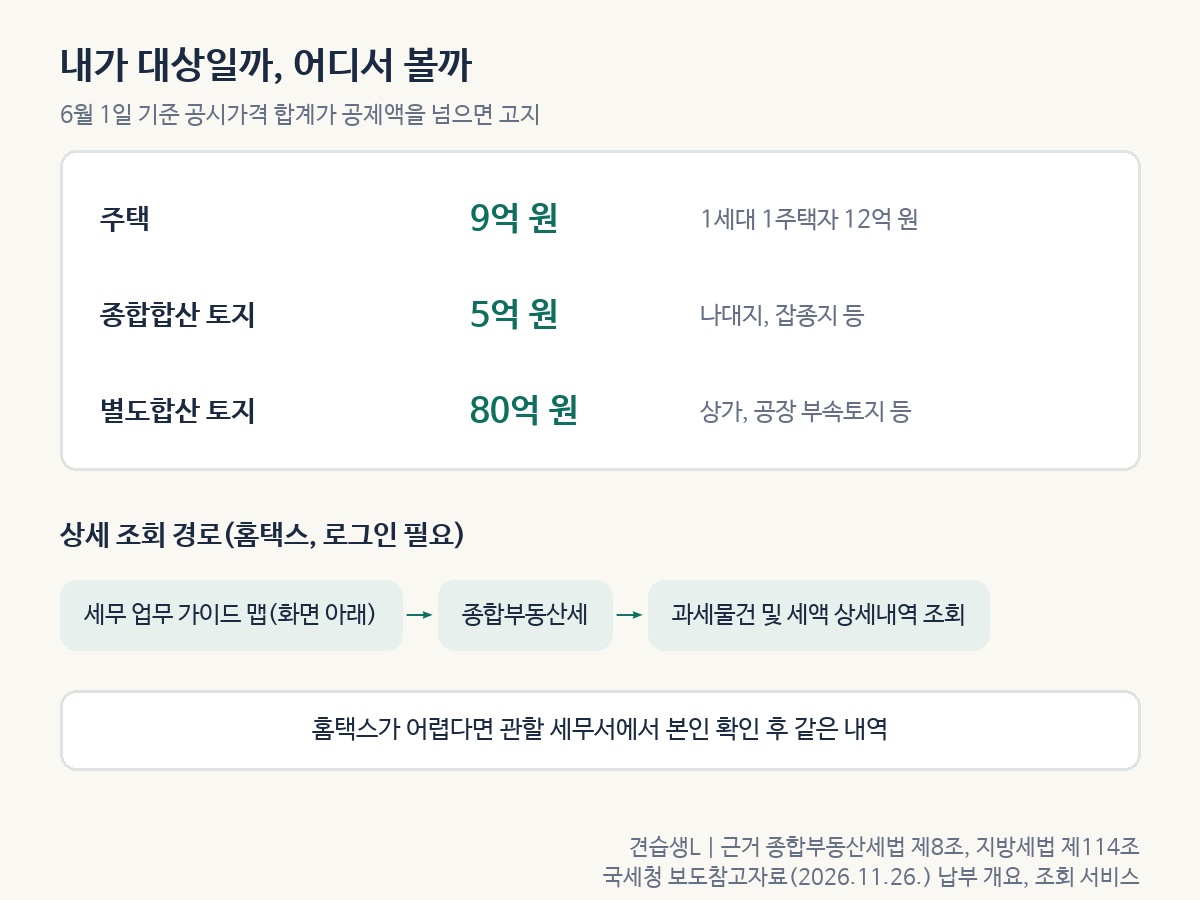 내가 대상일까, 어디서 볼까
6월 1일 기준 공시가격 합계가 공제액을 넘으면 고지
주택 9억 원 1세대 1주택자 12억 원
종합합산 토지 5억 원 나대지, 잡종지 등
별도합산 토지 80억 원 상가, 공장 부속토지 등
상세 조회 경로(홈택스, 로그인 필요)
세무 업무 가이드 맵(화면 아래) → 종합부동산세 → 과세물건 및 세액 상세내역 조회
홈택스가 어렵다면 관할 세무서에서 본인 확인 후 같은 내역
견습생L | 근거 종합부동산세법 제8조, 지방세법 제114조
국세청 보도참고자료(2026.11.26.) 납부 개요, 조회 서비스